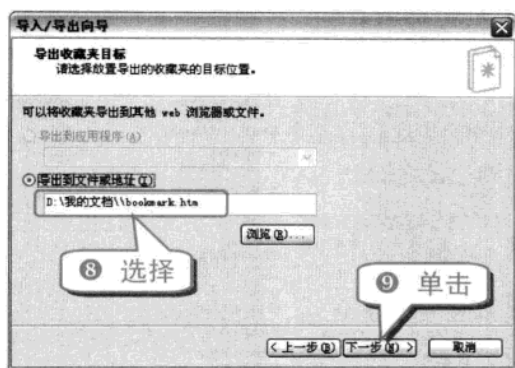 导入/导出向导
导出收藏夹目标
请选择放置导出的收藏夹的目标位置。
可以将收藏夹导出到其他 web 浏览器或文件。
导出到应用程序(A)
导出到文件或地址(I)
D:\我的文档\\bookmark.htm
浏览(R)...
❽ 选择
❾ 单击
<上一步(B) 下一步(N)> 取消